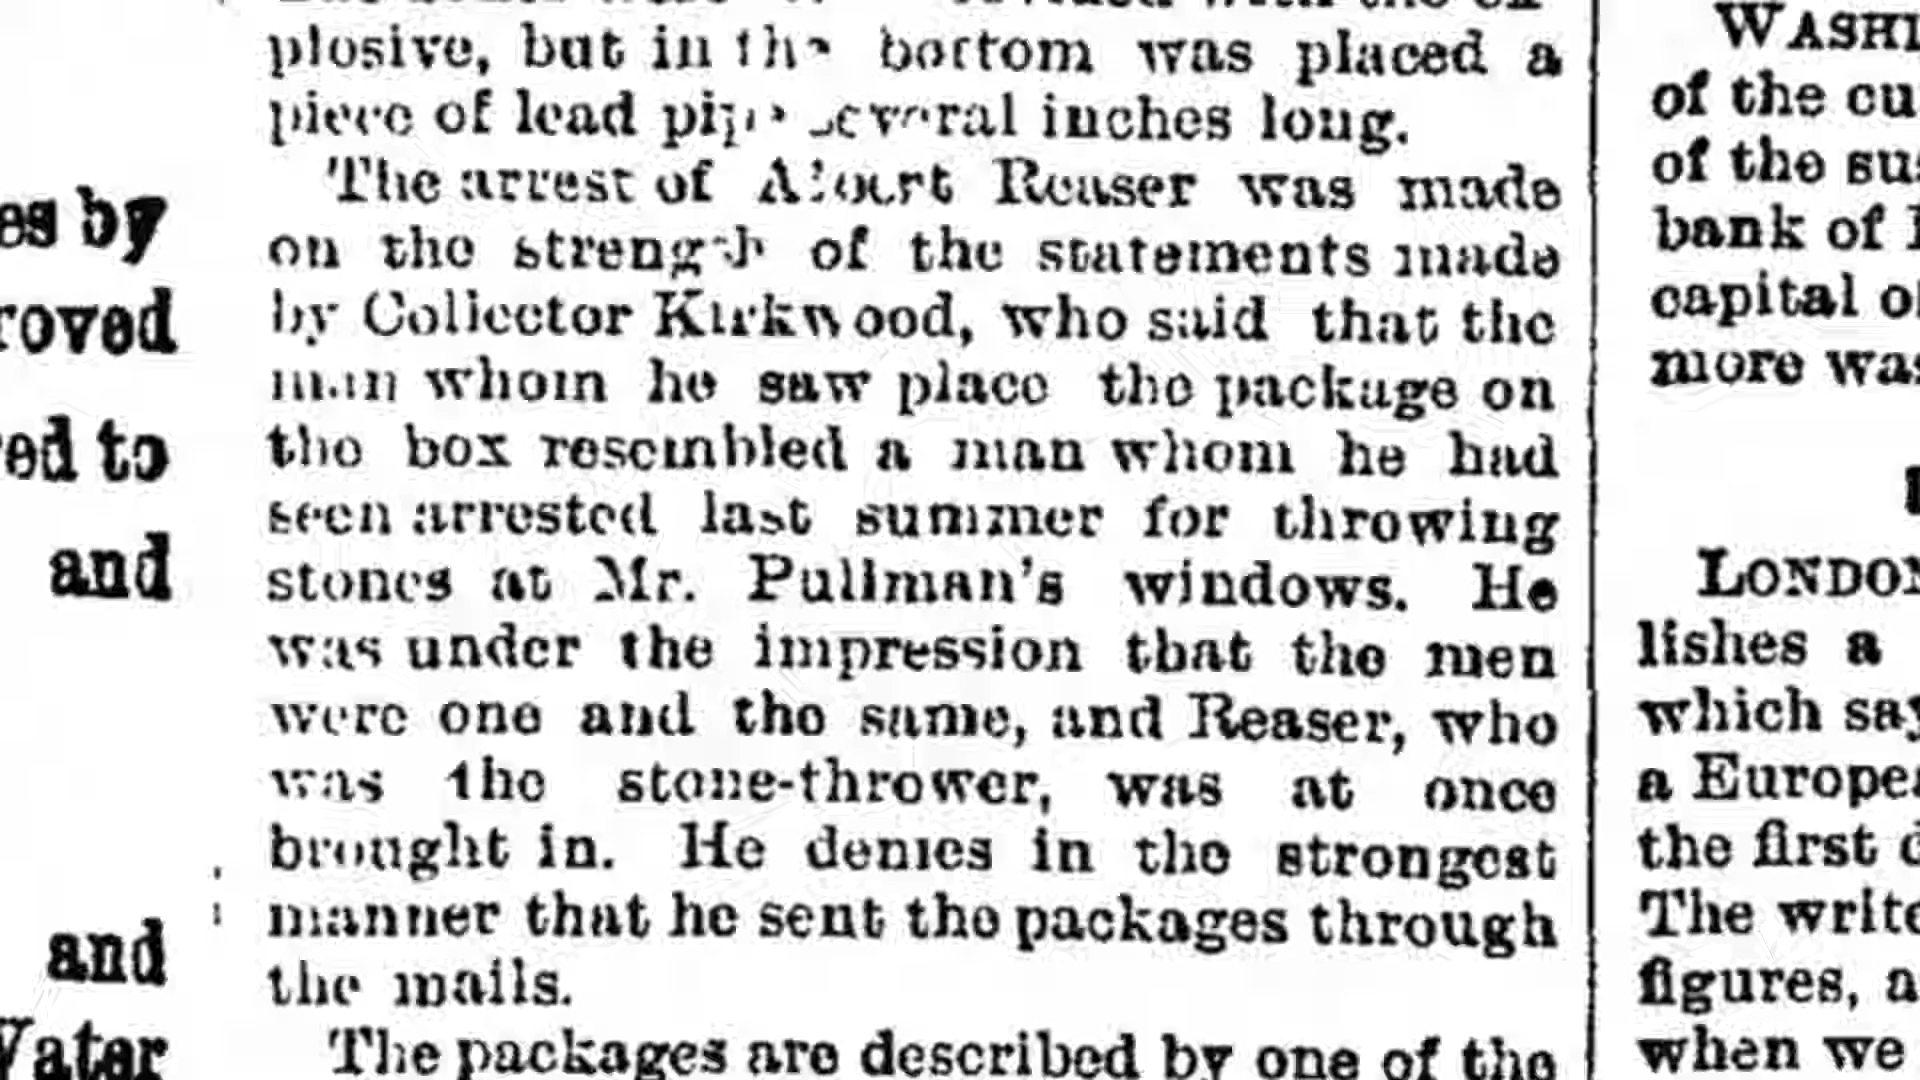 es by
roved
ed to
and
and
Water
plosive, but in the bottom was placed a
piece of lead pipe several inches long.
The arrest of Albert Reaser was made
on the strength of the statements made
by Collector Kirkwood, who said that the
man whom he saw place the package on
the box resembled a man whom he had
seen arrested last summer for throwing
stones at Mr. Pullman's windows. He
was under the impression that the men
were one and the same, and Reaser, who
was the stone-thrower, was at once
brought in. He denies in the strongest
manner that he sent the packages through
the mails.
The packages are described by one of the
WASHI
of the cu
of the sus
bank of
capital of
more was
LONDON
lishes a
which say
a Europea
the first d
The write
figures, a
when we